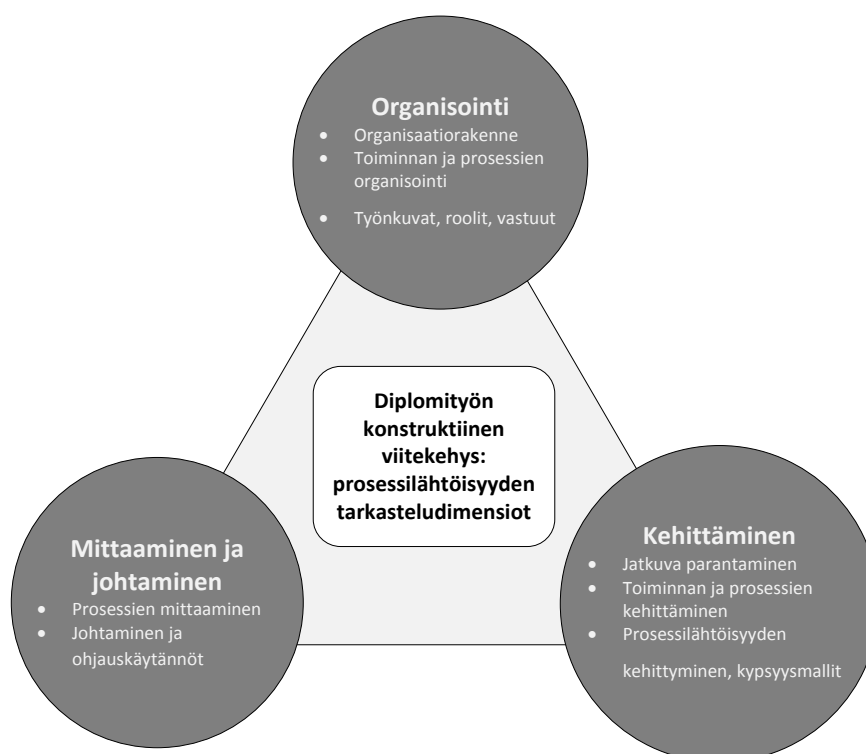 Organisointi
• Organisaatiorakenne
• Toiminnan ja prosessien
organisointi
• Työnkuvat, roolit, vastuut
Diplomityön
konstruktiinen
viitekehys:
prosessilähtöisyyden
tarkasteludimensiot
Mittaaminen ja
johtaminen
• Prosessien mittaaminen
• Johtaminen ja
ohjauskäytännöt
Kehittäminen
• Jatkuva parantaminen
• Toiminnan ja prosessien
kehittäminen
• Prosessilähtöisyyden
kehittyminen, kypsyysmallit